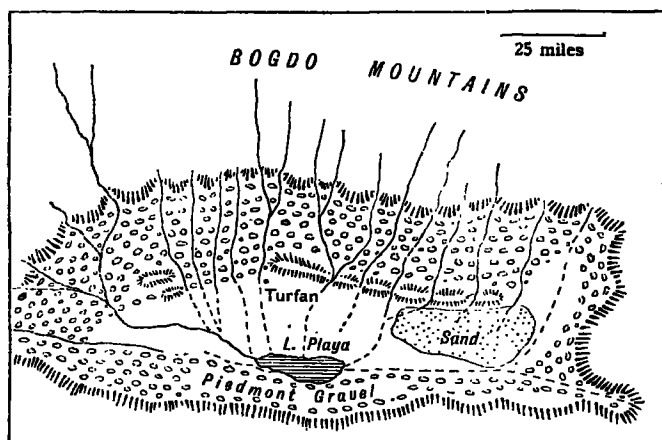 25 miles
BOGDO MOUNTAINS
Turfan
L. Playa
Sand
Piedmont Gravel